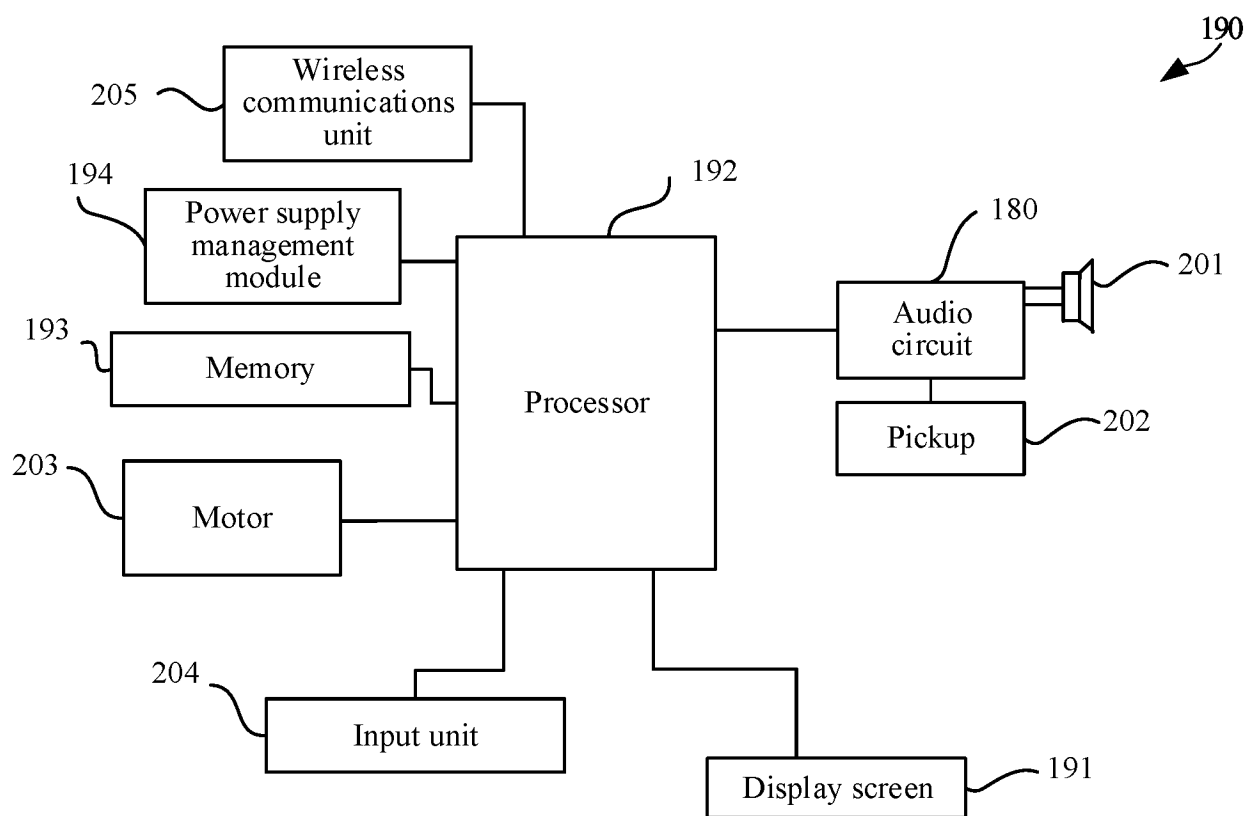 190
Wireless
communications
unit
205
194
Power supply
management
module
192
180
201
Audio
circuit
193
Memory
Processor
202
Pickup
203
Motor
204
Input unit
191
Display screen